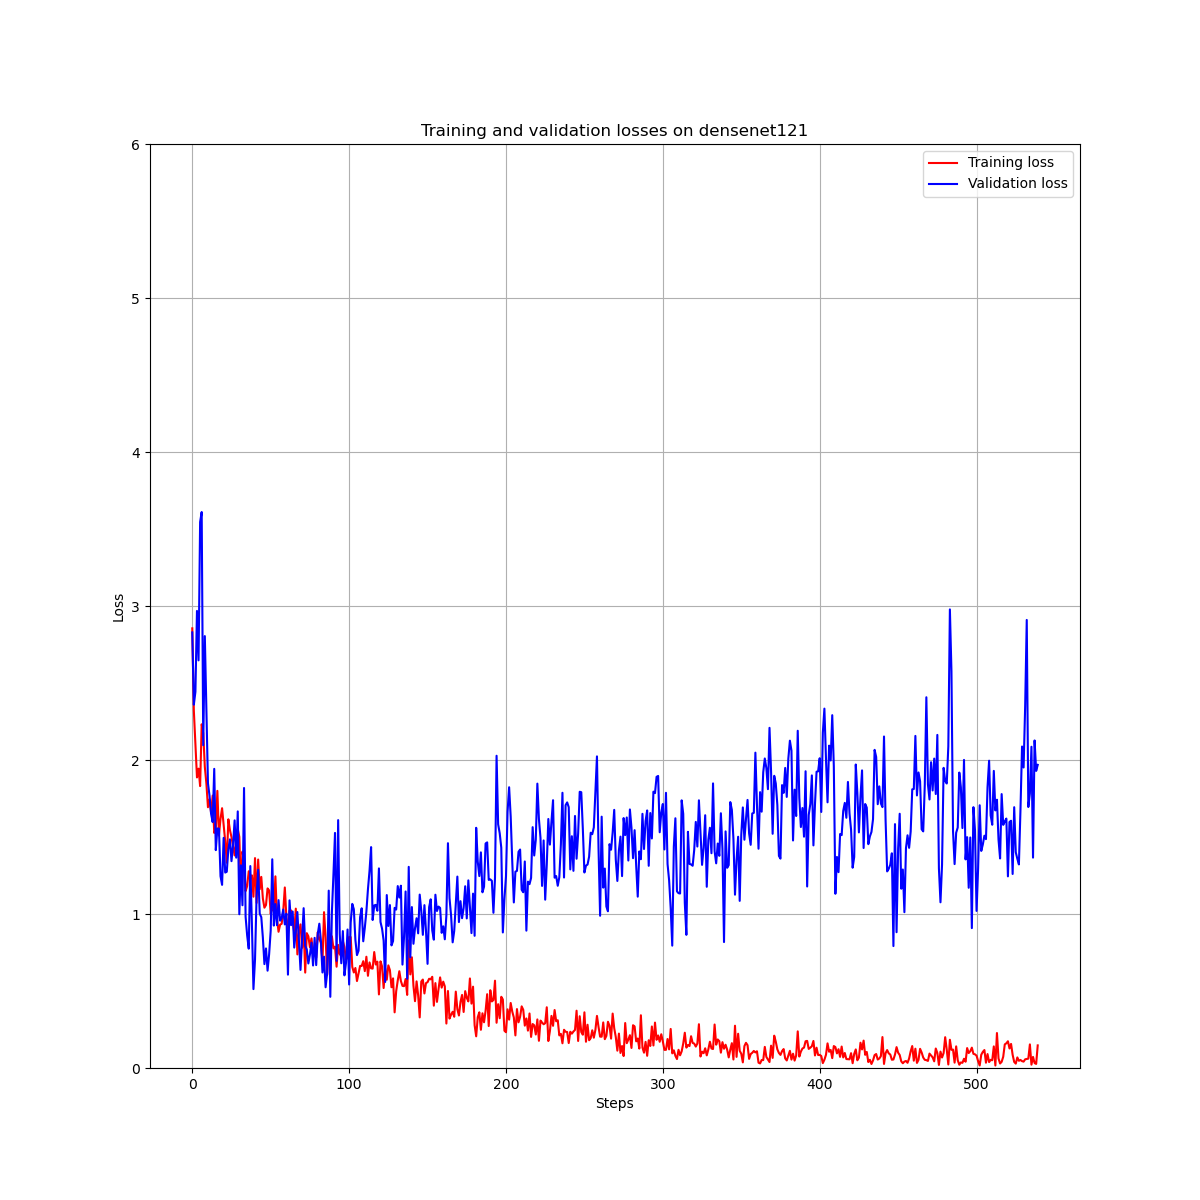 Training and validation losses on densenet121
Training loss
Validation loss
6
5
4
3
2
1
0
Loss
0
100
200
300
400
500
Steps